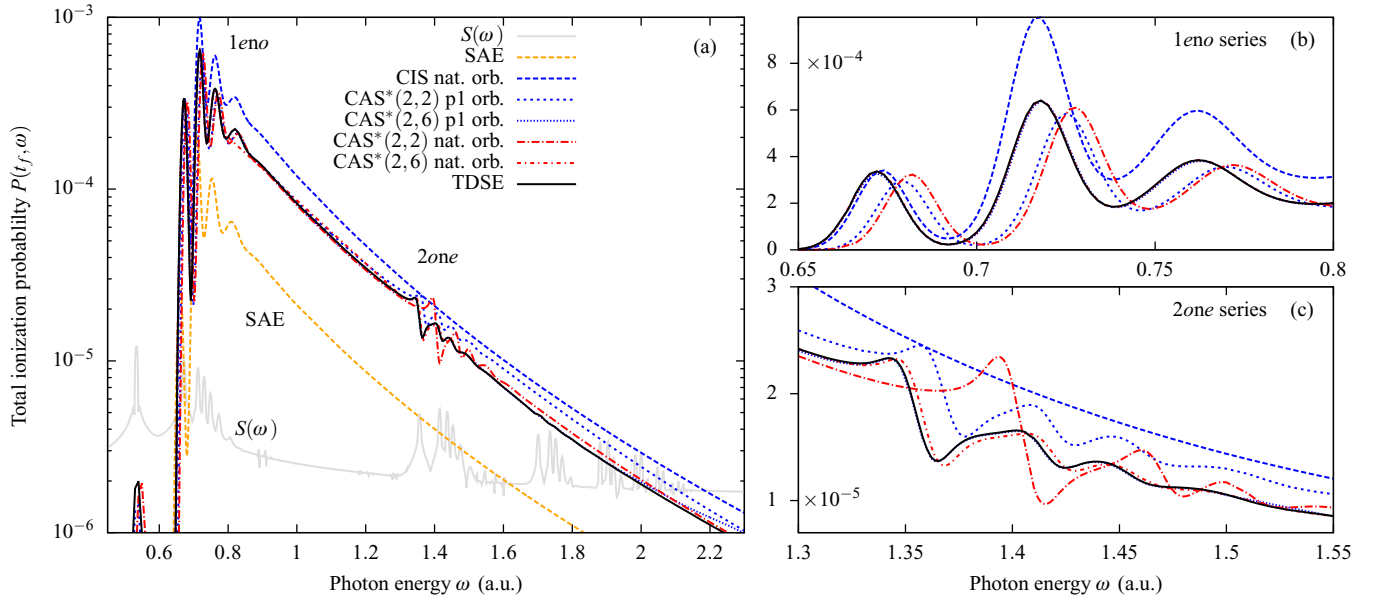 10⁻³
10⁻⁴
10⁻⁵
10⁻⁶
Total ionization probability P(t_f, ω)
1eno
(a)
S(ω)
SAE
CIS nat. orb.
CAS*(2,2) p1 orb.
CAS*(2,6) p1 orb.
CAS*(2,2) nat. orb.
CAS*(2,6) nat. orb.
TDSE
2one
SAE
S(ω)
0.6 0.8 1 1.2 1.4 1.6 1.8 2 2.2
Photon energy ω (a.u.)
1eno series (b)
×10⁻⁴
8
6
4
2
0
0.65 0.7 0.75 0.8
2one series (c)
3
2
1
×10⁻⁵
1.3 1.35 1.4 1.45 1.5 1.55
Photon energy ω (a.u.)